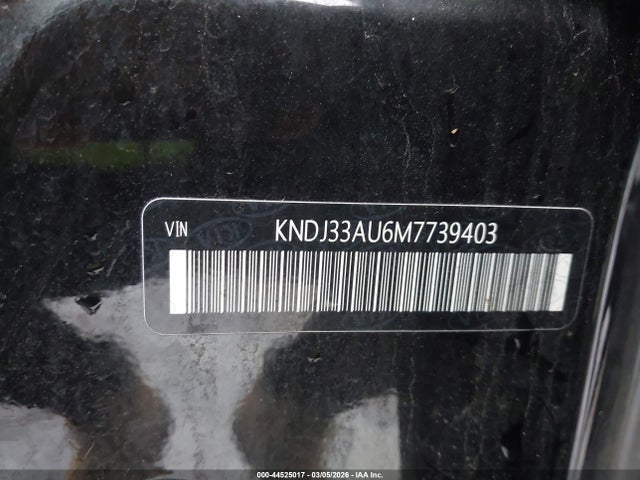 VIN KNDJ33AU6M7739403
000-44525017 | 03/05/2026 | IAA Inc.